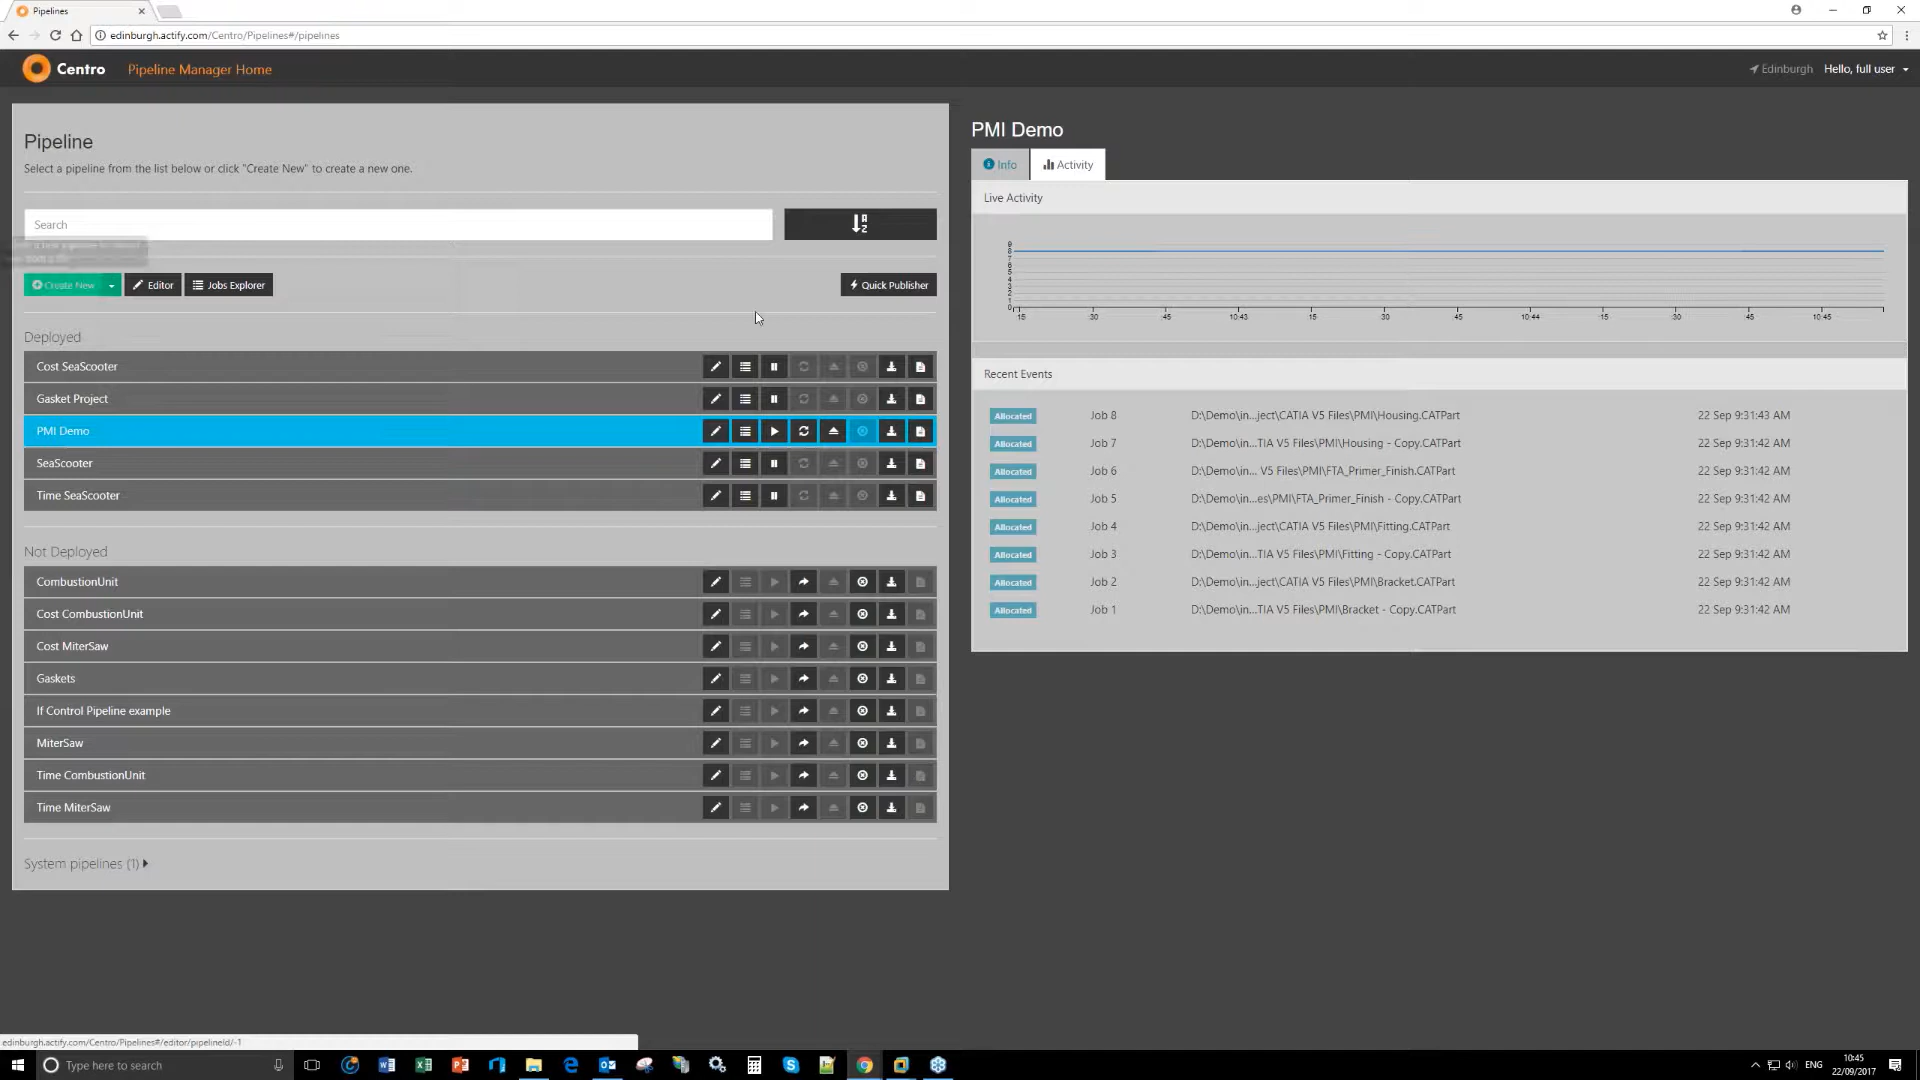 Pipelines
edinburgh.actify.com/Centro/Pipelines#/pipelines
Centro Pipeline Manager Home Edinburgh Hello, full user
Pipeline
Select a pipeline from the list below or click "Create New" to create a new one.
Search
Create New Editor Jobs Explorer Quick Publisher
Deployed
Cost SeaScooter
Gasket Project
PMI Demo
SeaScooter
Time SeaScooter
Not Deployed
CombustionUnit
Cost CombustionUnit
Cost MiterSaw
Gaskets
If Control Pipeline example
MiterSaw
Time CombustionUnit
Time MiterSaw
System pipelines (1)
PMI Demo
Info Activity
Live Activity
9
8
7
6
5
4
3
2
1
0
:15 :30 :45 10:43 :15 :30 :45 10:44 :15 :30 :45 10:45
Recent Events
Allocated Job 8 D:\Demo\in...ject\CATIA V5 Files\PMI\Housing.CATPart 22 Sep 9:31:43 AM
Allocated Job 7 D:\Demo\in...TIA V5 Files\PMI\Housing - Copy.CATPart 22 Sep 9:31:42 AM
Allocated Job 6 D:\Demo\in... V5 Files\PMI\FTA_Primer_Finish.CATPart 22 Sep 9:31:42 AM
Allocated Job 5 D:\Demo\in...es\PMI\FTA_Primer_Finish - Copy.CATPart 22 Sep 9:31:42 AM
Allocated Job 4 D:\Demo\in...ject\CATIA V5 Files\PMI\Fitting.CATPart 22 Sep 9:31:42 AM
Allocated Job 3 D:\Demo\in...TIA V5 Files\PMI\Fitting - Copy.CATPart 22 Sep 9:31:42 AM
Allocated Job 2 D:\Demo\in...ject\CATIA V5 Files\PMI\Bracket.CATPart 22 Sep 9:31:42 AM
Allocated Job 1 D:\Demo\in...TIA V5 Files\PMI\Bracket - Copy.CATPart 22 Sep 9:31:42 AM
edinburgh.actify.com/Centro/Pipelines#/editor/pipelineId/-1
Type here to search
ENG
10:45
22/09/2017